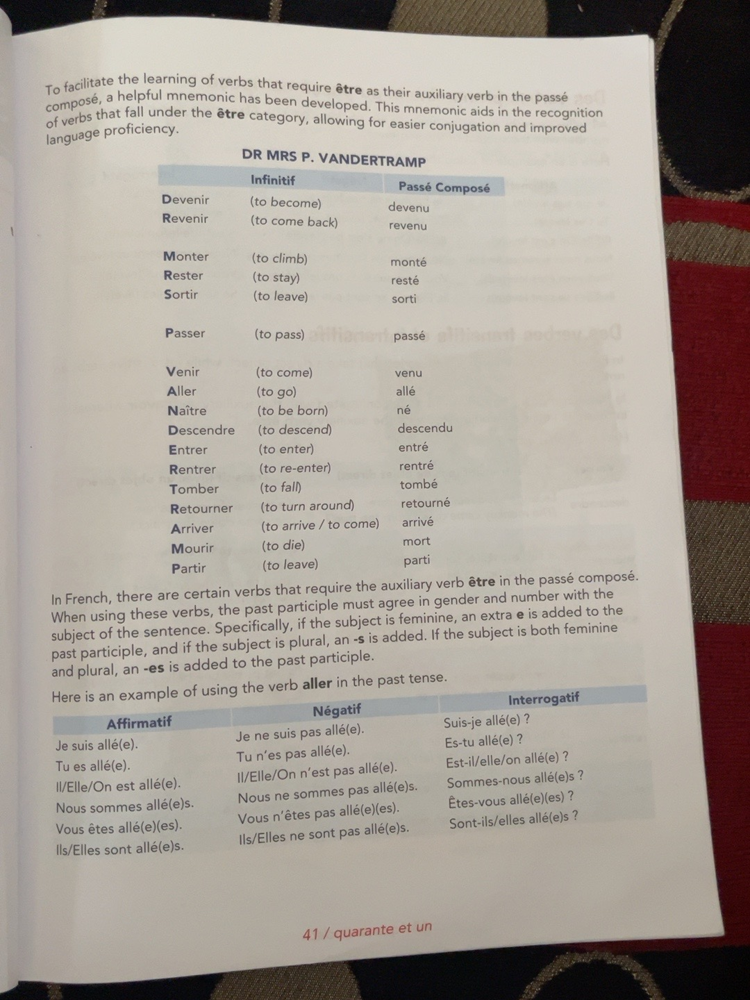 To facilitate the learning of verbs that require être as their auxiliary verb in the passé
composé, a helpful mnemonic has been developed. This mnemonic aids in the recognition
of verbs that fall under the être category, allowing for easier conjugation and improved
language proficiency.
DR MRS P. VANDERTRAMP
Infinitif Passé Composé
Devenir (to become) devenu
Revenir (to come back) revenu
Monter (to climb) monté
Rester (to stay) resté
Sortir (to leave) sorti
Passer (to pass) passé
Venir (to come) venu
Aller (to go) allé
Naître (to be born) né
Descendre (to descend) descendu
Entrer (to enter) entré
Rentrer (to re-enter) rentré
Tomber (to fall) tombé
Retourner (to turn around) retourné
Arriver (to arrive / to come) arrivé
Mourir (to die) mort
Partir (to leave) parti
In French, there are certain verbs that require the auxiliary verb être in the passé composé.
When using these verbs, the past participle must agree in gender and number with the
subject of the sentence. Specifically, if the subject is feminine, an extra e is added to the
past participle, and if the subject is plural, an -s is added. If the subject is both feminine
and plural, an -es is added to the past participle.
Here is an example of using the verb aller in the past tense.
Affirmatif Négatif Interrogatif
Je suis allé(e). Je ne suis pas allé(e). Suis-je allé(e) ?
Tu es allé(e). Tu n'es pas allé(e). Es-tu allé(e) ?
Il/Elle/On est allé(e). Il/Elle/On n'est pas allé(e). Est-il/elle/on allé(e) ?
Nous sommes allé(e)s. Nous ne sommes pas allé(e)s. Sommes-nous allé(e)s ?
Vous êtes allé(e)(es). Vous n'êtes pas allé(e)(es). Êtes-vous allé(e)(es) ?
Ils/Elles sont allé(e)s. Ils/Elles ne sont pas allé(e)s. Sont-ils/elles allé(e)s ?
41 / quarante et un